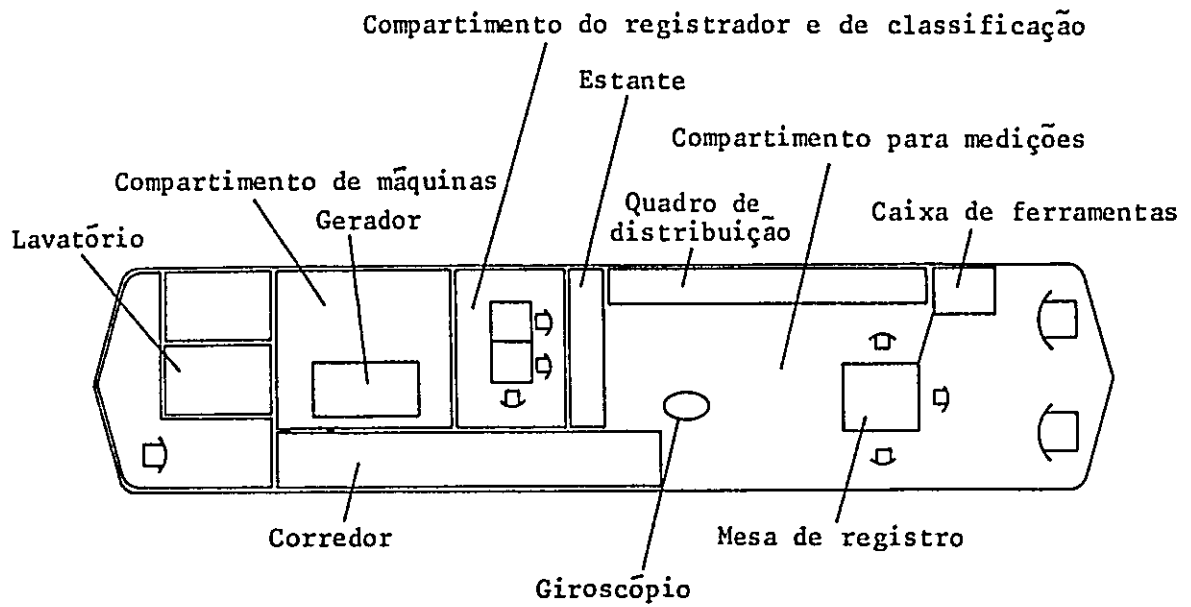 Compartimento do registrador e de classificação
Estante
Compartimento para medições
Compartimento de máquinas
Gerador
Quadro de
distribuição
Caixa de ferramentas
Lavatório
Corredor
Mesa de registro
Giroscópio